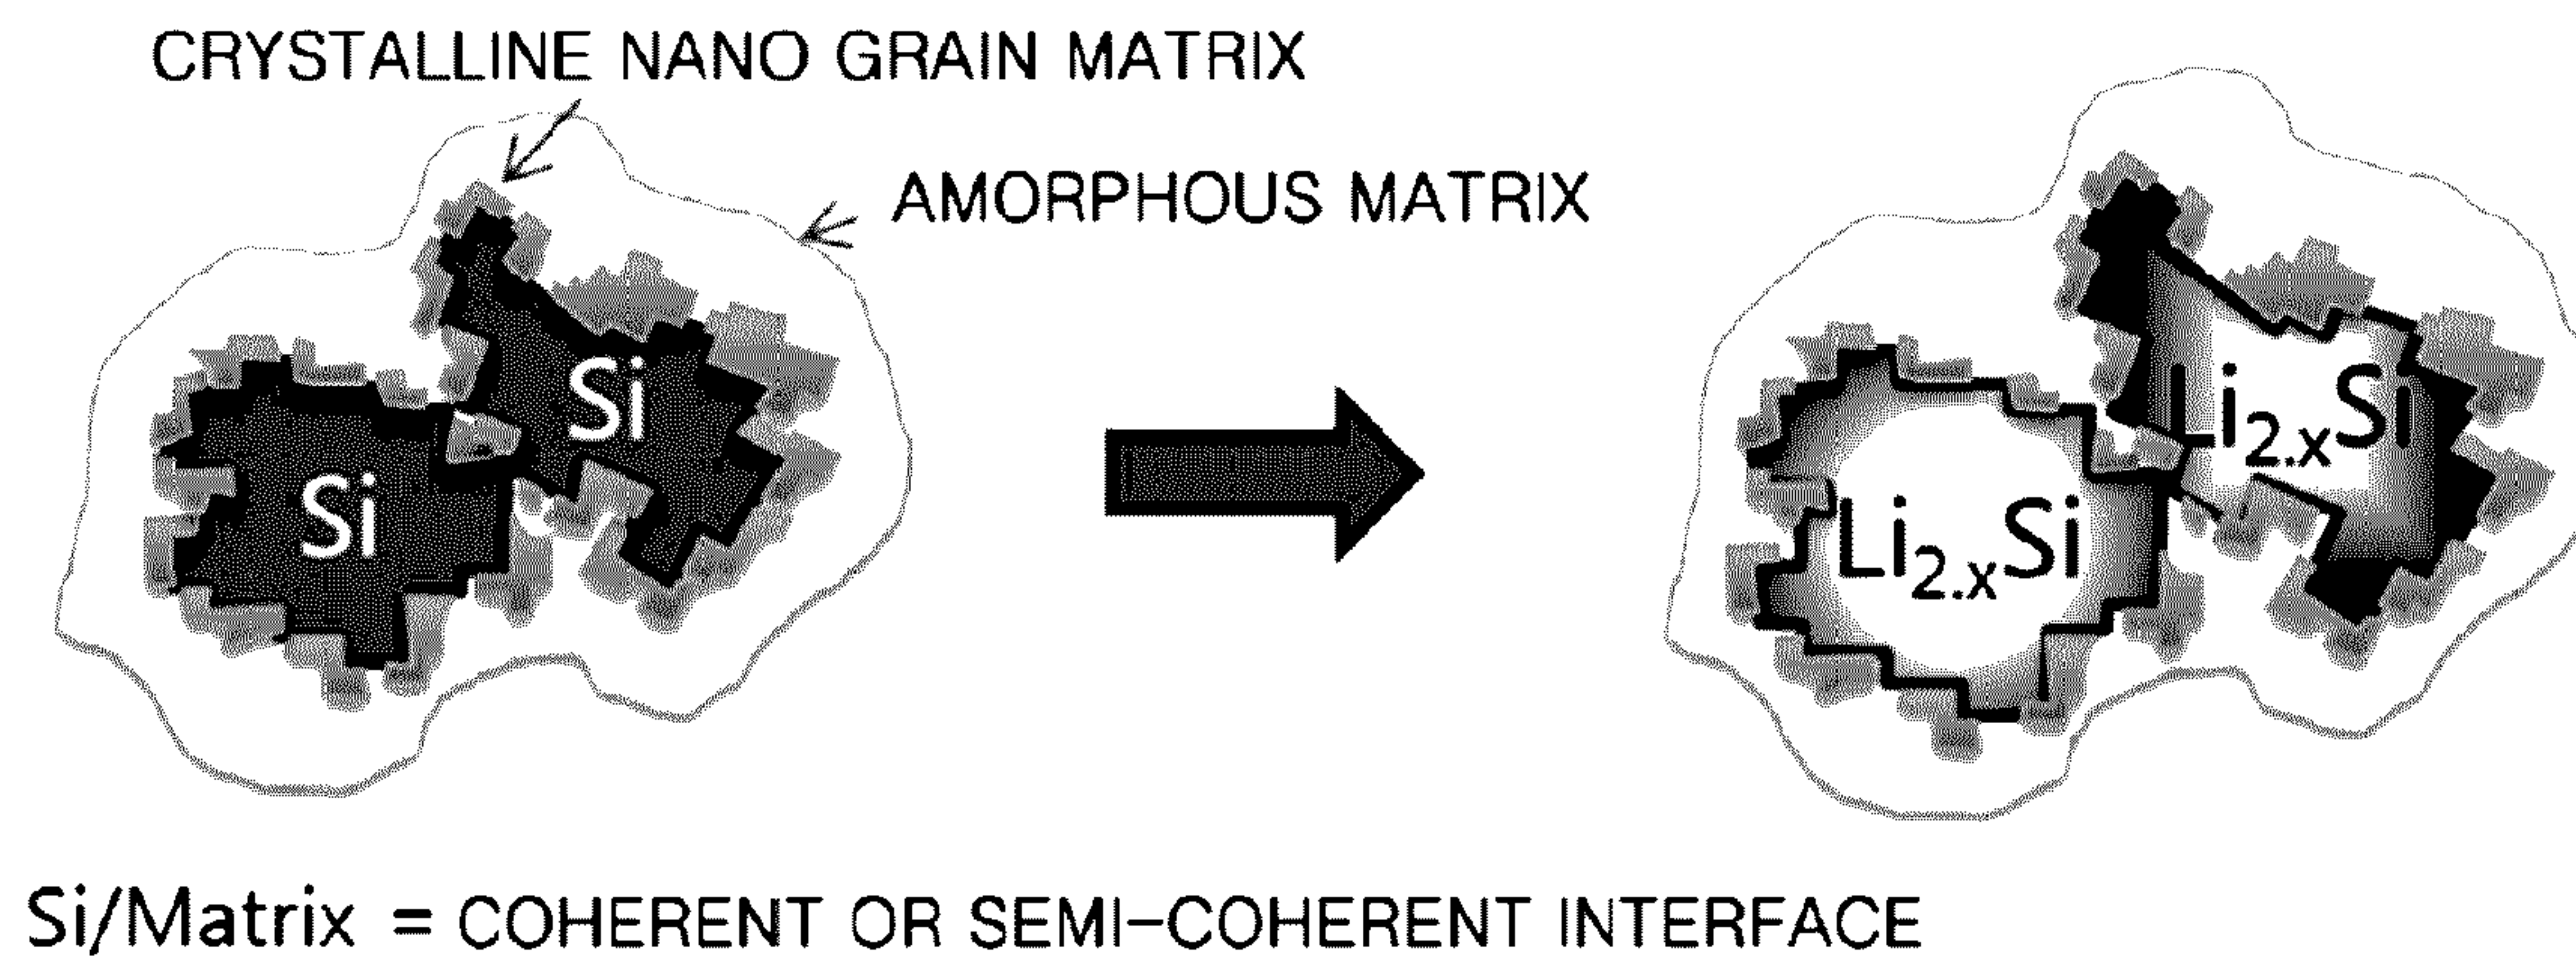 CRYSTALLINE NANO GRAIN MATRIX
AMORPHOUS MATRIX
Si
Si
Li2.xSi
Li2.xSi
Si/Matrix = COHERENT OR SEMI-COHERENT INTERFACE